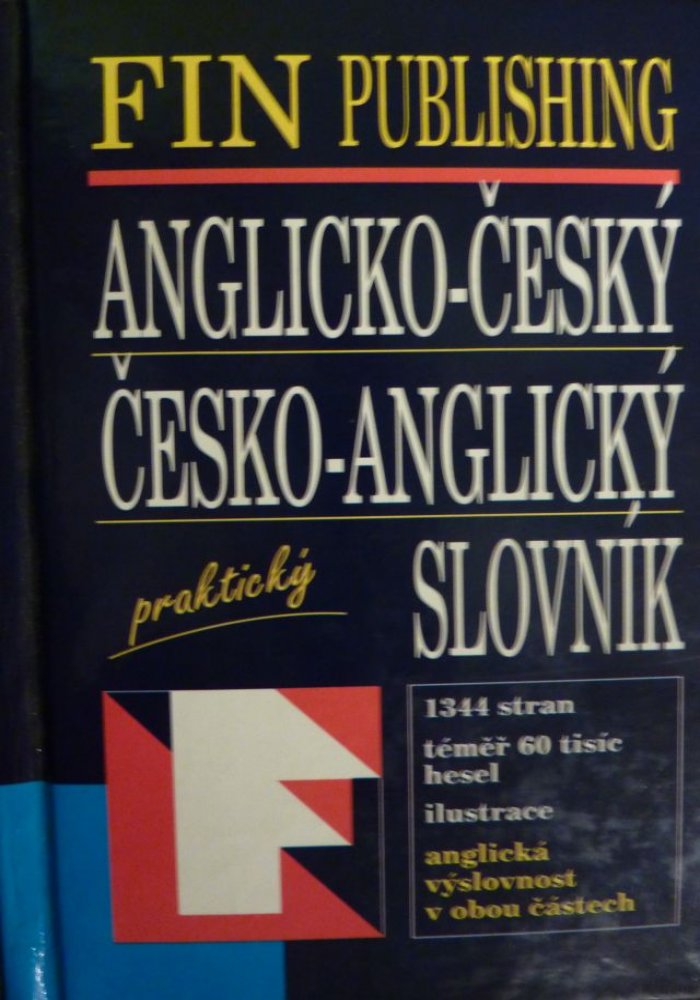 FIN PUBLISHING
ANGLICKO-ČESKÝ
ČESKO-ANGLICKÝ
praktický
SLOVNÍK
1344 stran
téměř 60 tisíc
hesel
ilustrace
anglická
výslovnost
v obou částech